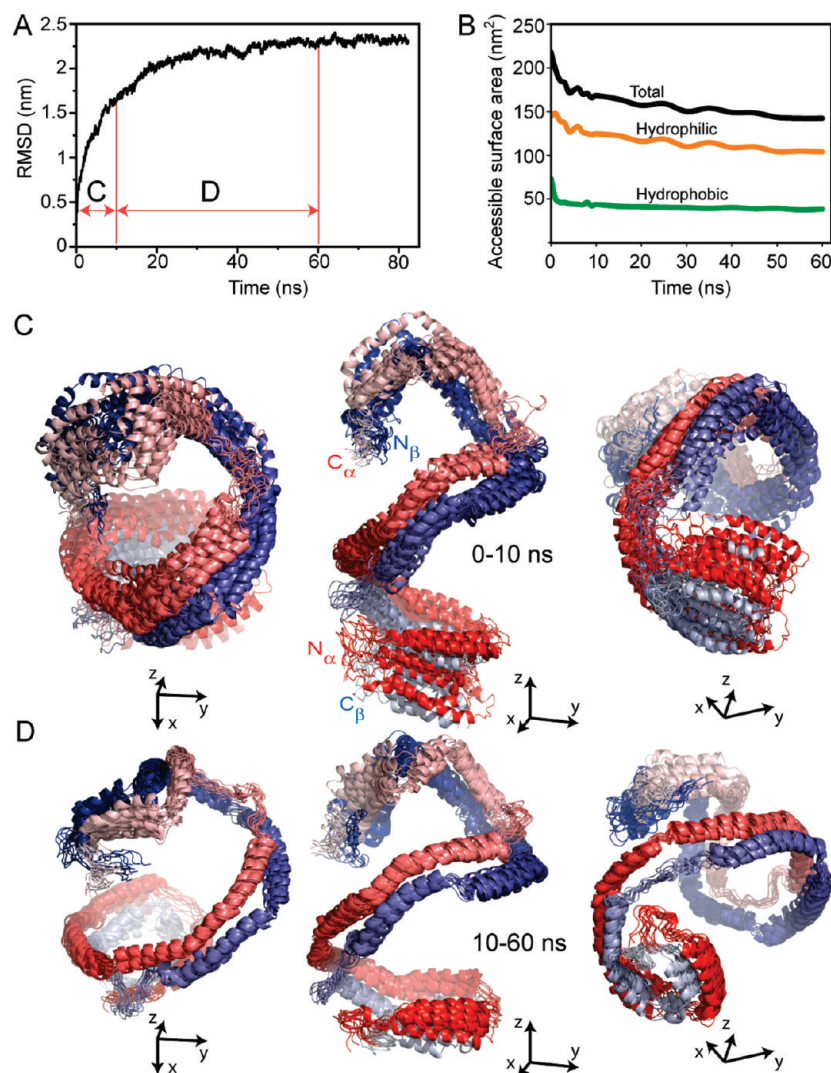 A
RMSD (nm)
2.5
2
1.5
1
0.5
0
C
D
0
20
40
60
80
Time (ns)
B
Accessible surface area (nm²)
250
200
150
100
50
Total
Hydrophilic
Hydrophobic
0
10
20
30
40
50
60
Time (ns)
C
Nβ
Cα
0-10 ns
Nα
Cβ
z
y
x
z
y
x
z
x
y
D
10-60 ns
z
y
x
z
y
x
z
x
y